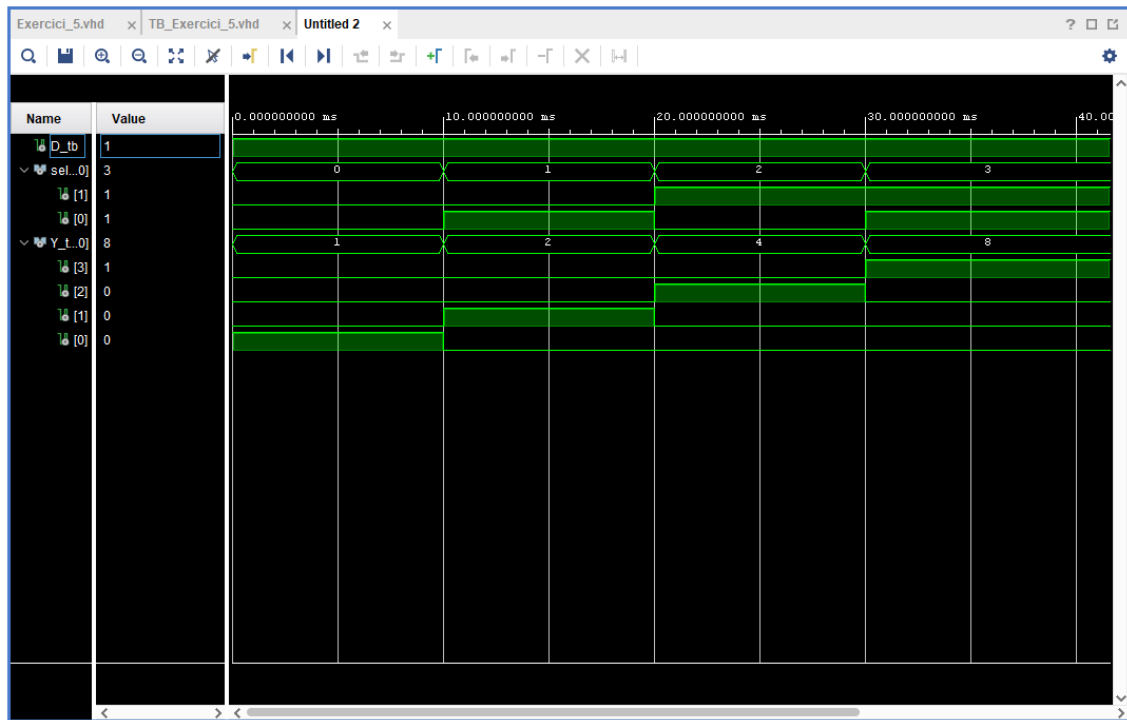 Exercici_5.vhd × TB_Exercici_5.vhd × Untitled 2 × ?
Name Value
0.000000000 ms 10.000000000 ms 20.000000000 ms 30.000000000 ms 40.00
D_tb 1
sel...0] 3 0 1 2 3
[1] 1
[0] 1
Y_t...0] 8 1 2 4 8
[3] 1
[2] 0
[1] 0
[0] 0